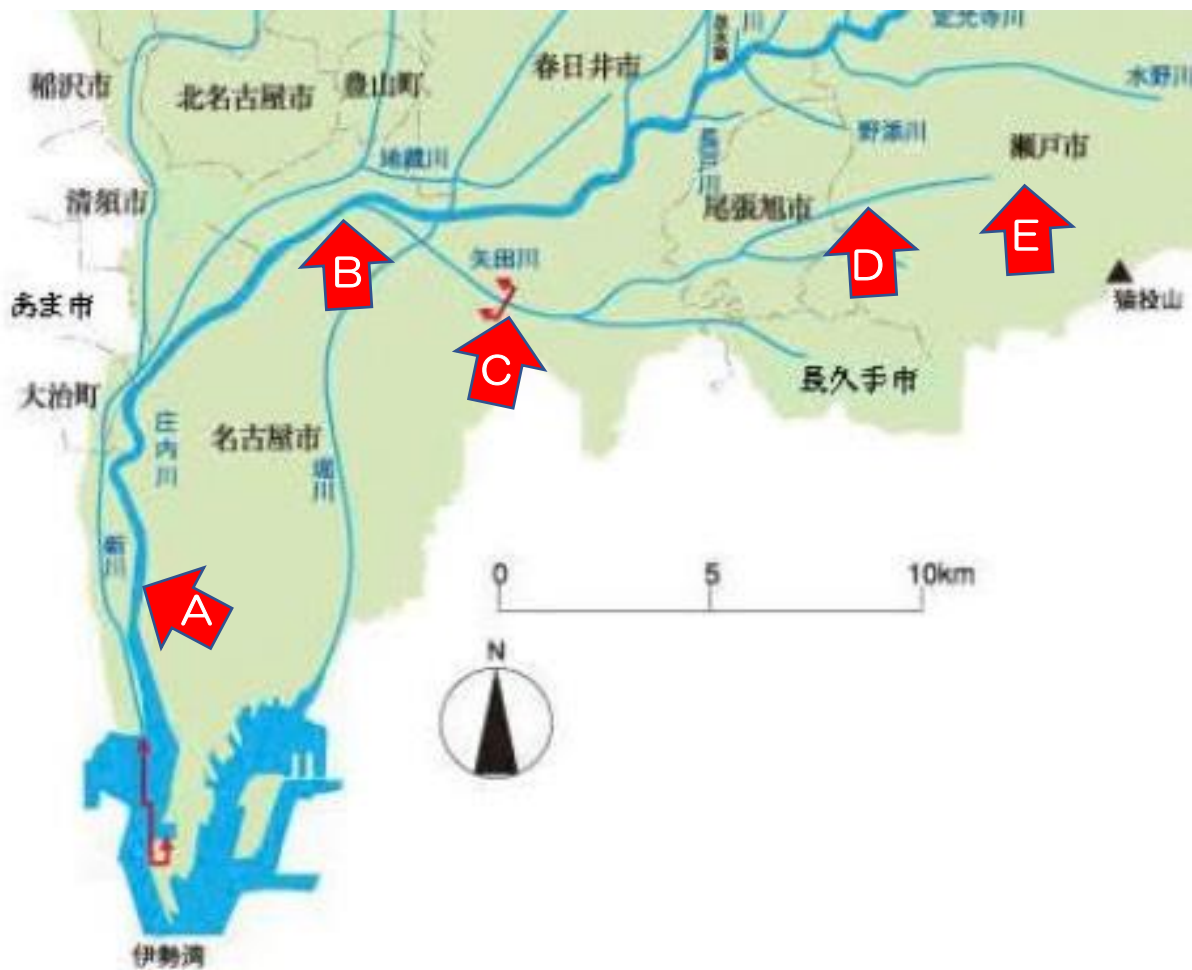 春日井市
水野川
稲沢市
北名古屋市
豊山町
野添川
瀬戸市
地蔵川
清須市
尾張旭市
矢田川
B
D
E
猿投山
あま市
C
長久手市
大治町
庄内川
名古屋市
堀川
新川
A
0 5 10km
N
伊勢湾